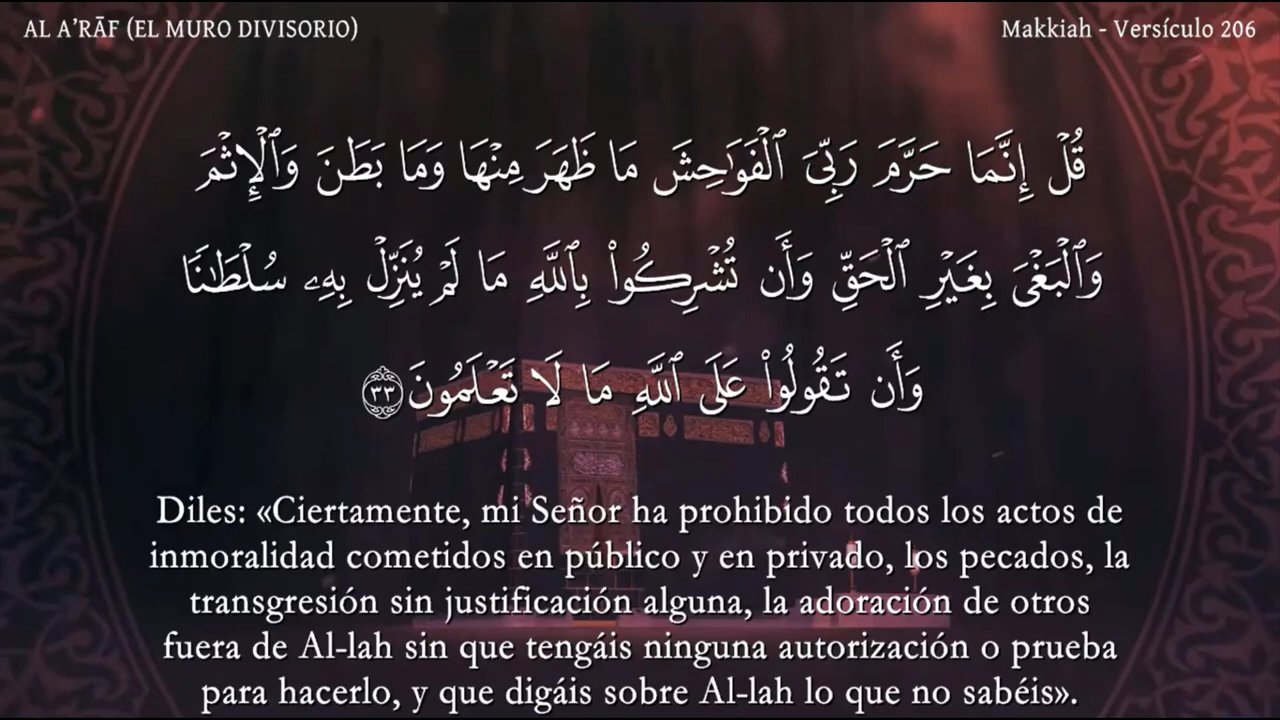 AL A’RĀF (EL MURO DIVISORIO)
Makkiah - Versículo 206
قُلْ إِنَّمَا حَرَّمَ رَبِّىَ ٱلْفَوَٰحِشَ مَا ظَهَرَ مِنْهَا وَمَا بَطَنَ وَٱلْإِثْمَ
وَٱلْبَغْىَ بِغَيْرِ ٱلْحَقِّ وَأَن تُشْرِكُوا۟ بِٱللَّهِ مَا لَمْ يُنَزِّلْ بِهِۦ سُلْطَٰنًا
وَأَن تَقُولُوا۟ عَلَى ٱللَّهِ مَا لَا تَعْلَمُونَ ٣٣
Diles: «Ciertamente, mi Señor ha prohibido todos los actos de
inmoralidad cometidos en público y en privado, los pecados, la
transgresión sin justificación alguna, la adoración de otros
fuera de Al-lah sin que tengáis ninguna autorización o prueba
para hacerlo, y que digáis sobre Al-lah lo que no sabéis».